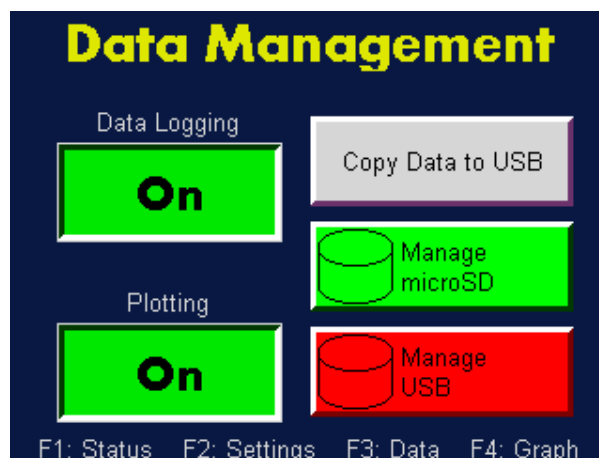 Data Management
Data Logging
On
Copy Data to USB
Manage
microSD
Plotting
On
Manage
USB
F1: Status F2: Settings F3: Data F4: Graph